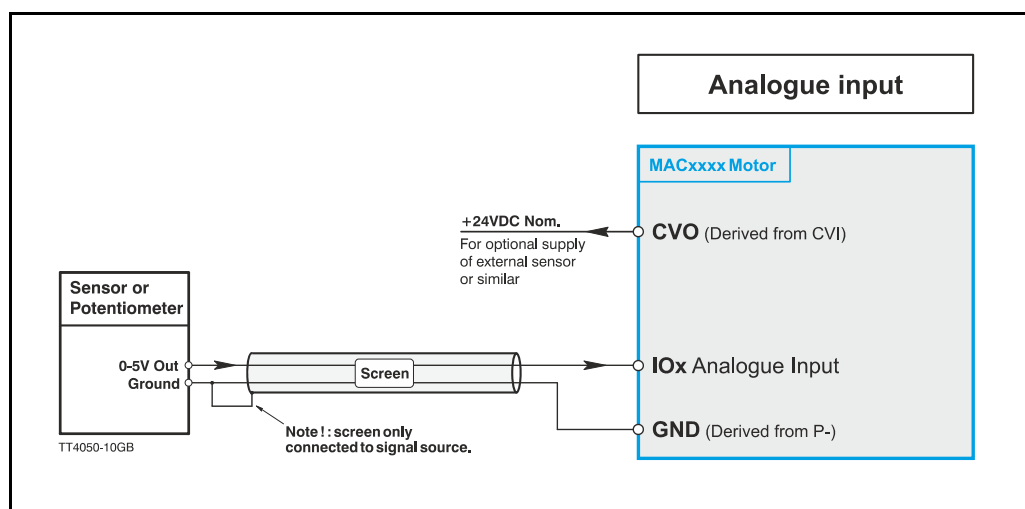 Analogue input
MACxxxx Motor
+24VDC Nom.
For optional supply
of external sensor
or similar
CVO (Derived from CVI)
Sensor or
Potentiometer
0-5V Out
Ground
Screen
IOx Analogue Input
GND (Derived from P-)
Note! : screen only
connected to signal source.
TT4050-10GB